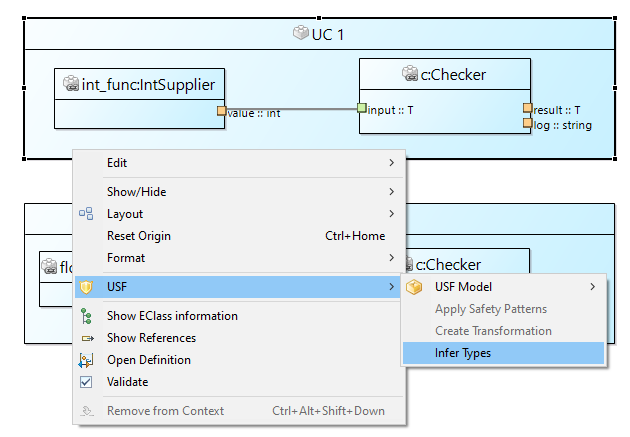 UC 1
int_func:IntSupplier
c:Checker
value :: int
input :: T
result :: T
log :: string
Edit
Show/Hide
Layout
Reset Origin Ctrl+Home
Format
USF
Show EClass information
Show References
Open Definition
Validate
Remove from Context Ctrl+Alt+Shift+Down
flo
c:Checker
USF Model
Apply Safety Patterns
Create Transformation
Infer Types